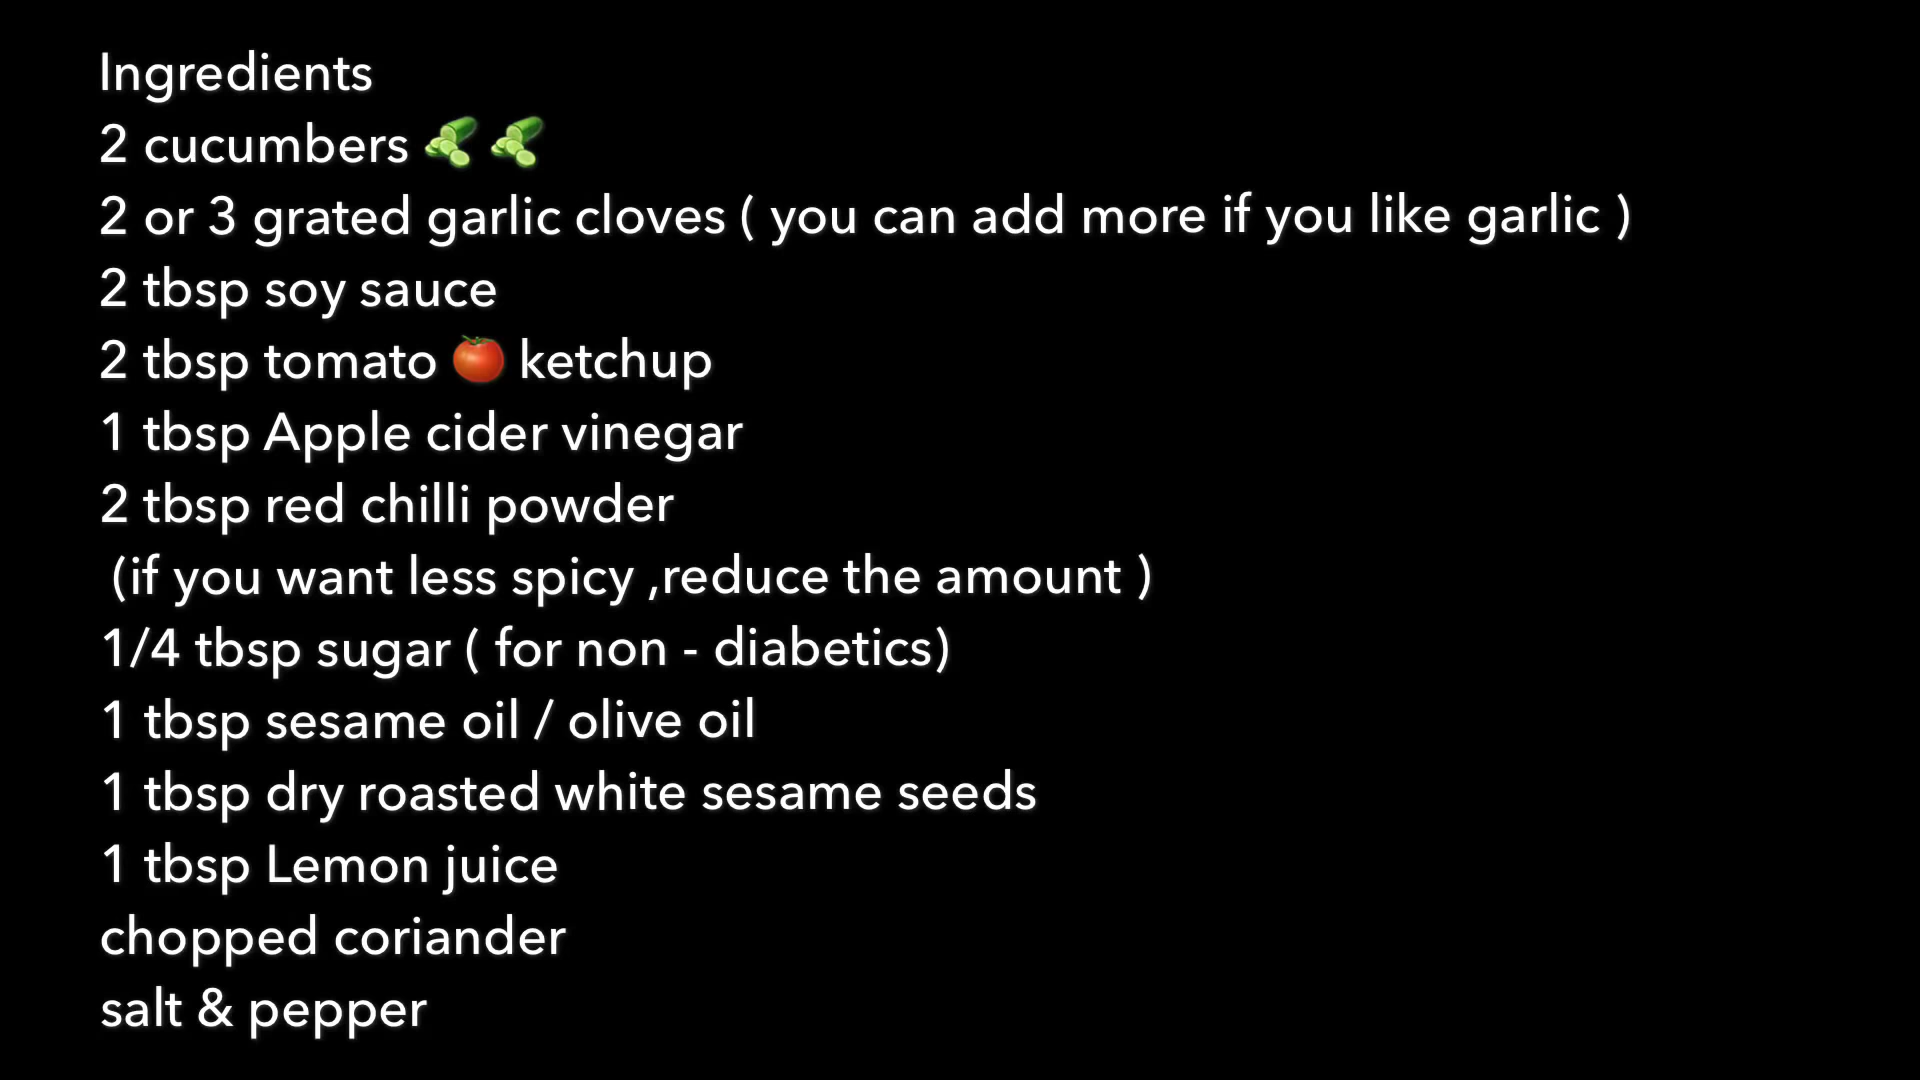 Ingredients
2 cucumbers 🥒 🥒
2 or 3 grated garlic cloves ( you can add more if you like garlic )
2 tbsp soy sauce
2 tbsp tomato 🍅 ketchup
1 tbsp Apple cider vinegar
2 tbsp red chilli powder
(if you want less spicy ,reduce the amount )
1/4 tbsp sugar ( for non - diabetics)
1 tbsp sesame oil / olive oil
1 tbsp dry roasted white sesame seeds
1 tbsp Lemon juice
chopped coriander
salt & pepper